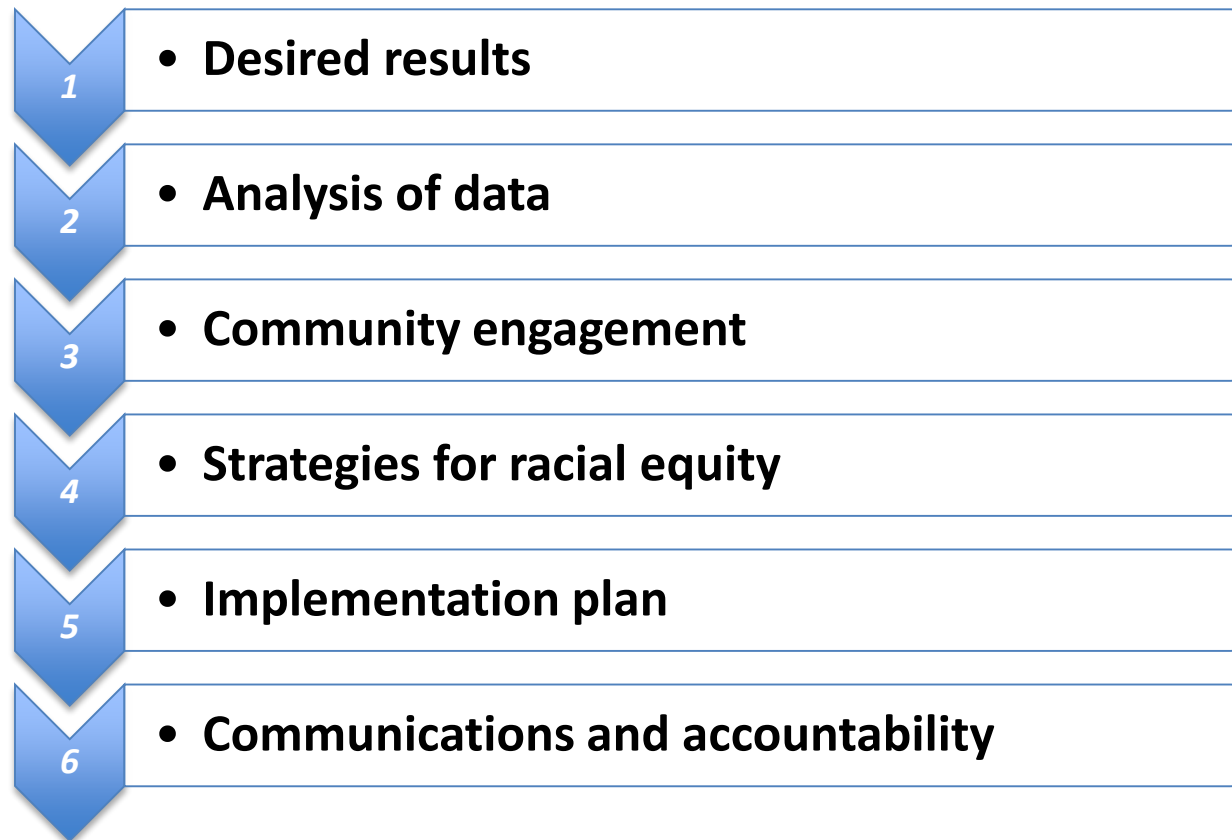 1
• Desired results
2
• Analysis of data
3
• Community engagement
4
• Strategies for racial equity
5
• Implementation plan
6
• Communications and accountability